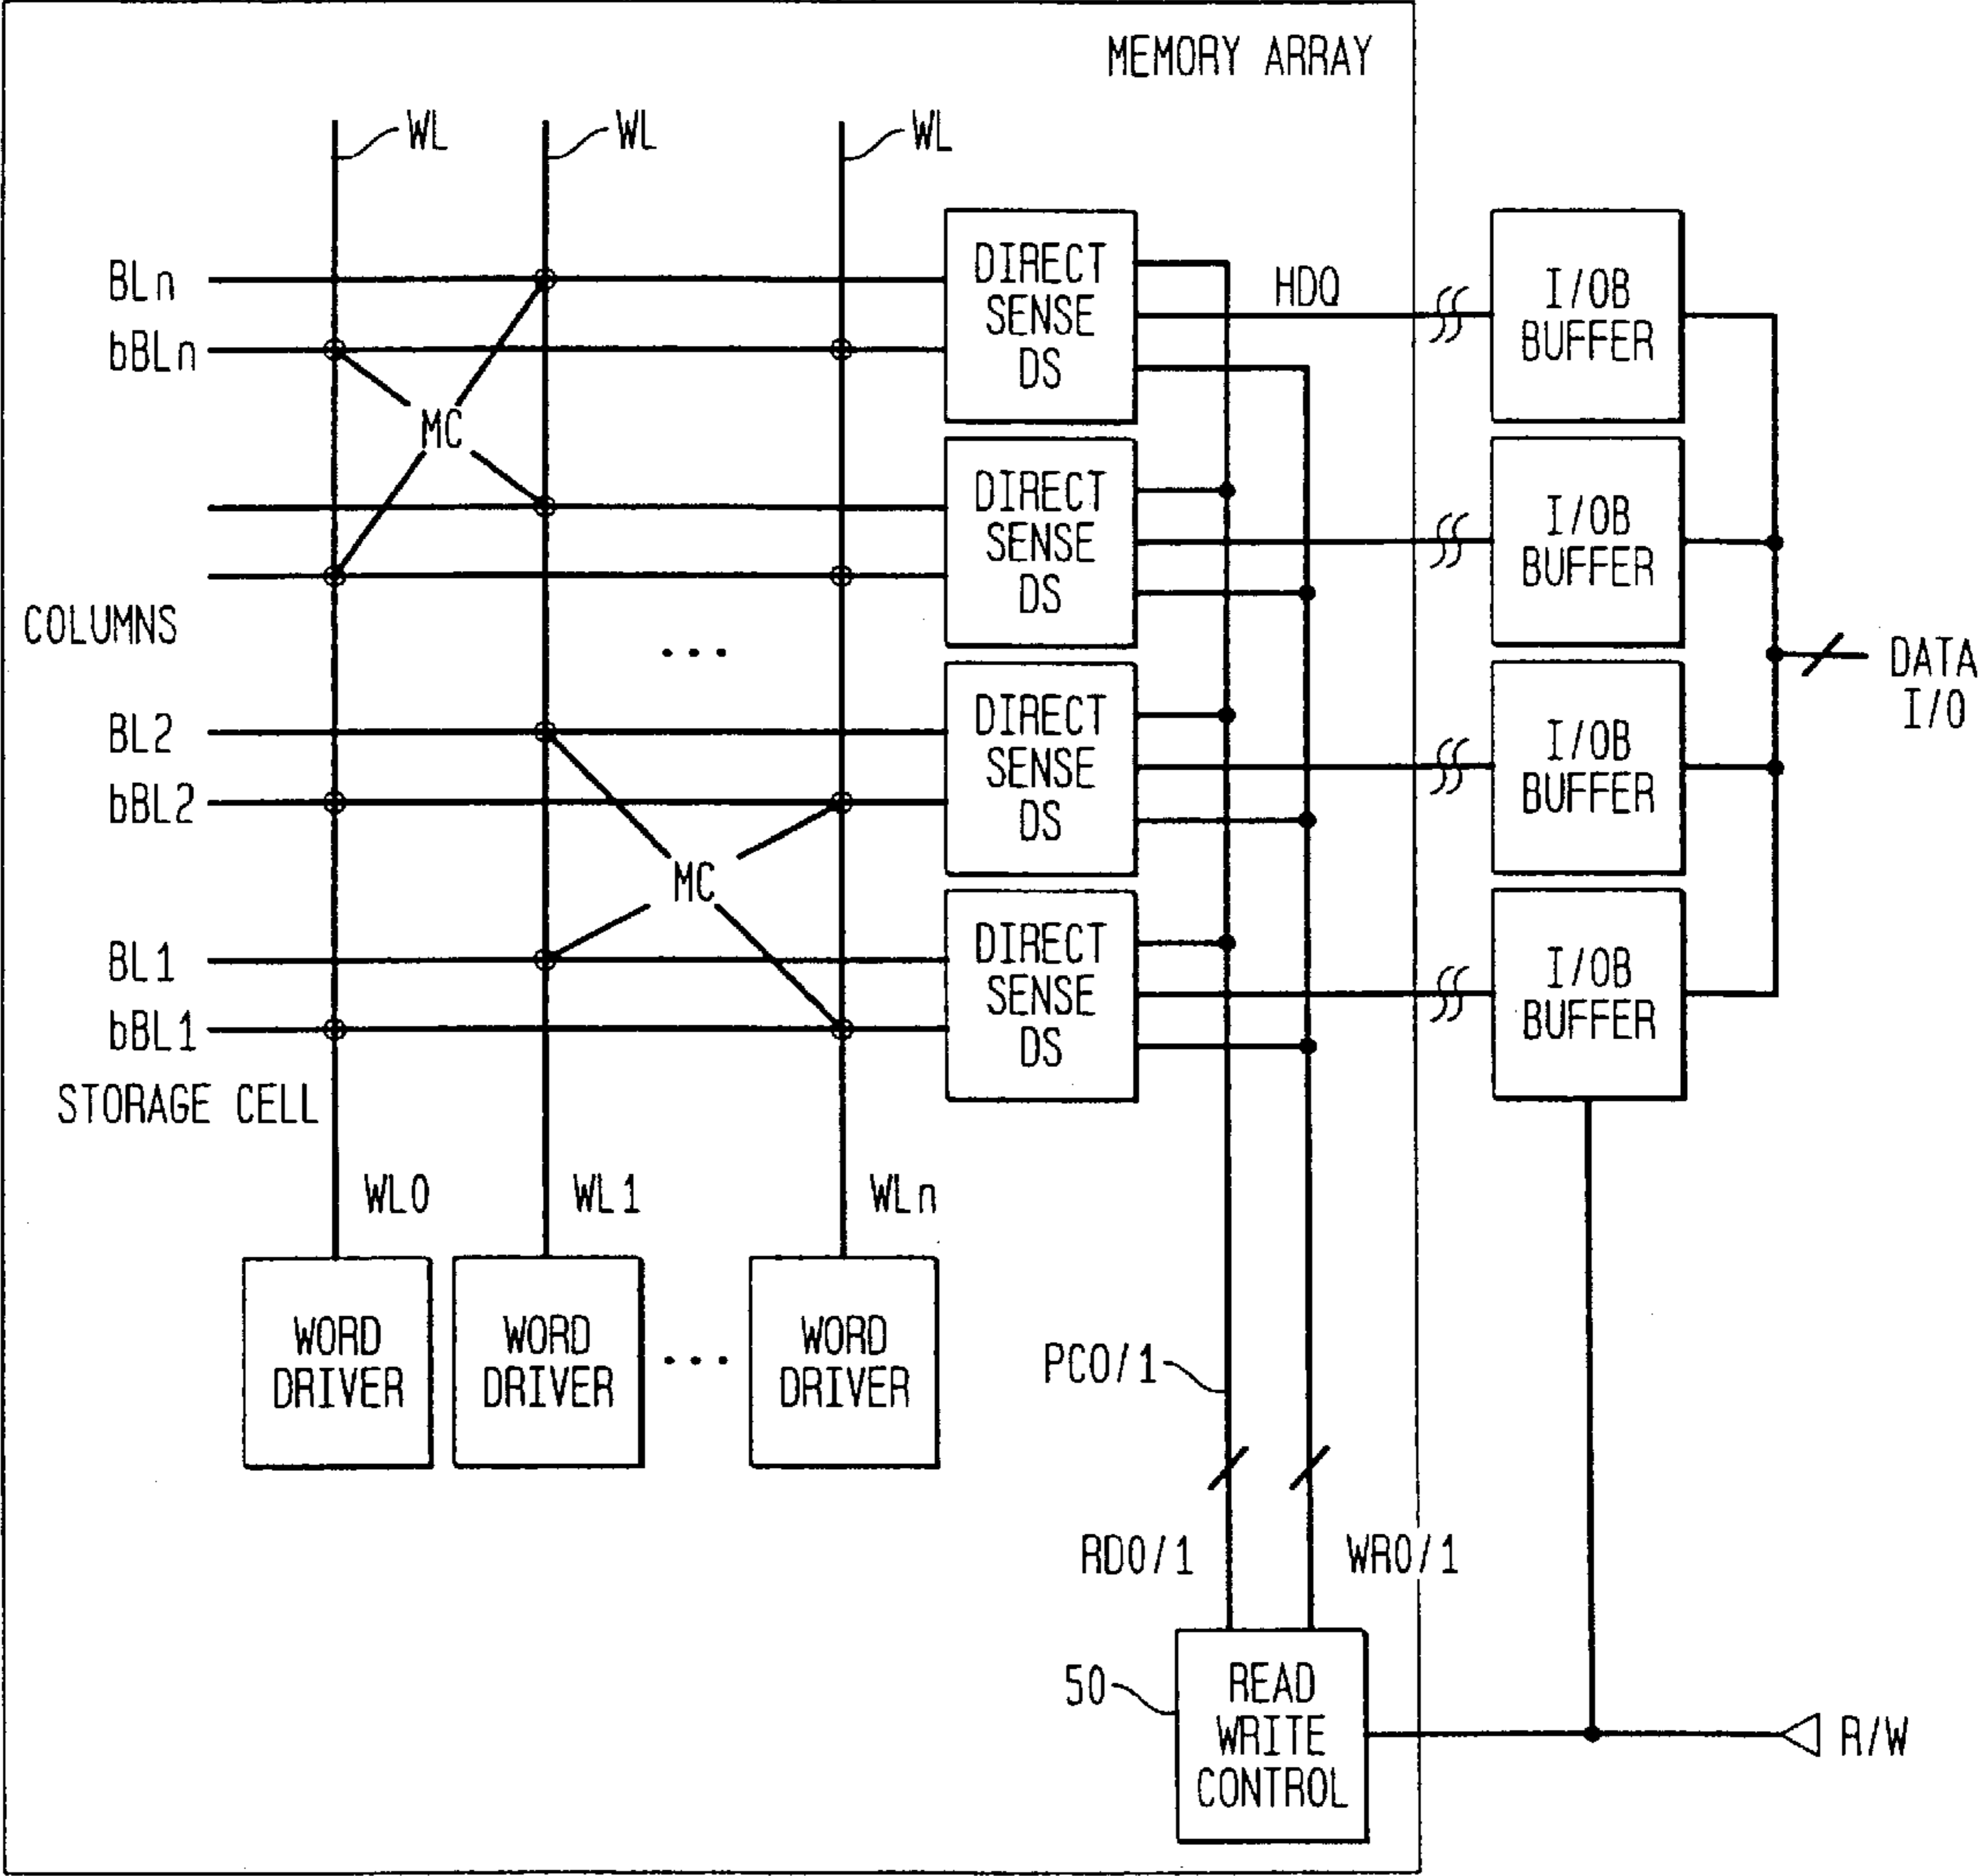 MEMORY ARRAY
WL
WL
WL
BLn
bBLn
MC
COLUMNS
BL2
bBL2
MC
BL1
bBL1
STORAGE CELL
WL0
WL1
WLn
WORD
DRIVER
WORD
DRIVER
...
WORD
DRIVER
...
DIRECT
SENSE
DS
DIRECT
SENSE
DS
DIRECT
SENSE
DS
DIRECT
SENSE
DS
HDQ
I/OB
BUFFER
I/OB
BUFFER
I/OB
BUFFER
I/OB
BUFFER
DATA
I/O
PC0/1
RD0/1
WR0/1
50
READ
WRITE
CONTROL
R/W